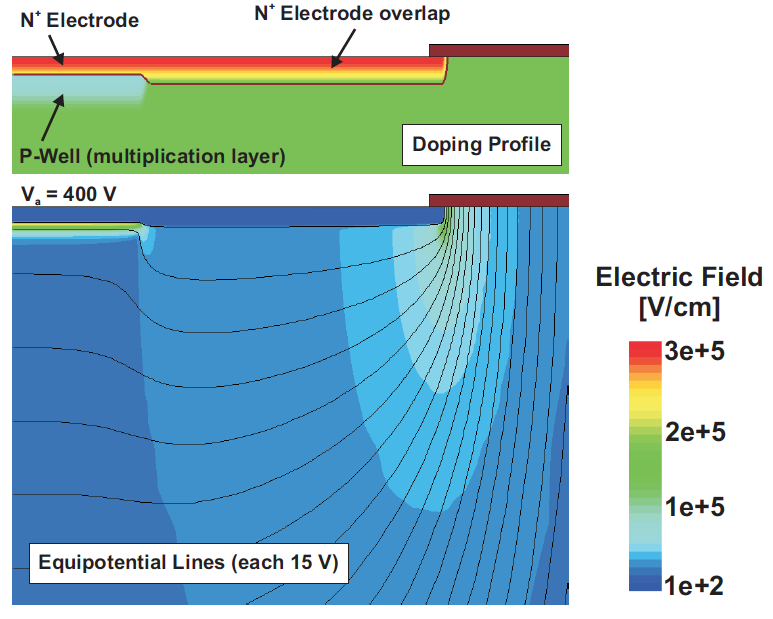 N⁺ Electrode
N⁺ Electrode overlap
P-Well (multiplication layer)
Doping Profile
Vₐ = 400 V
Electric Field
[V/cm]
3e+5
2e+5
1e+5
1e+2
Equipotential Lines (each 15 V)